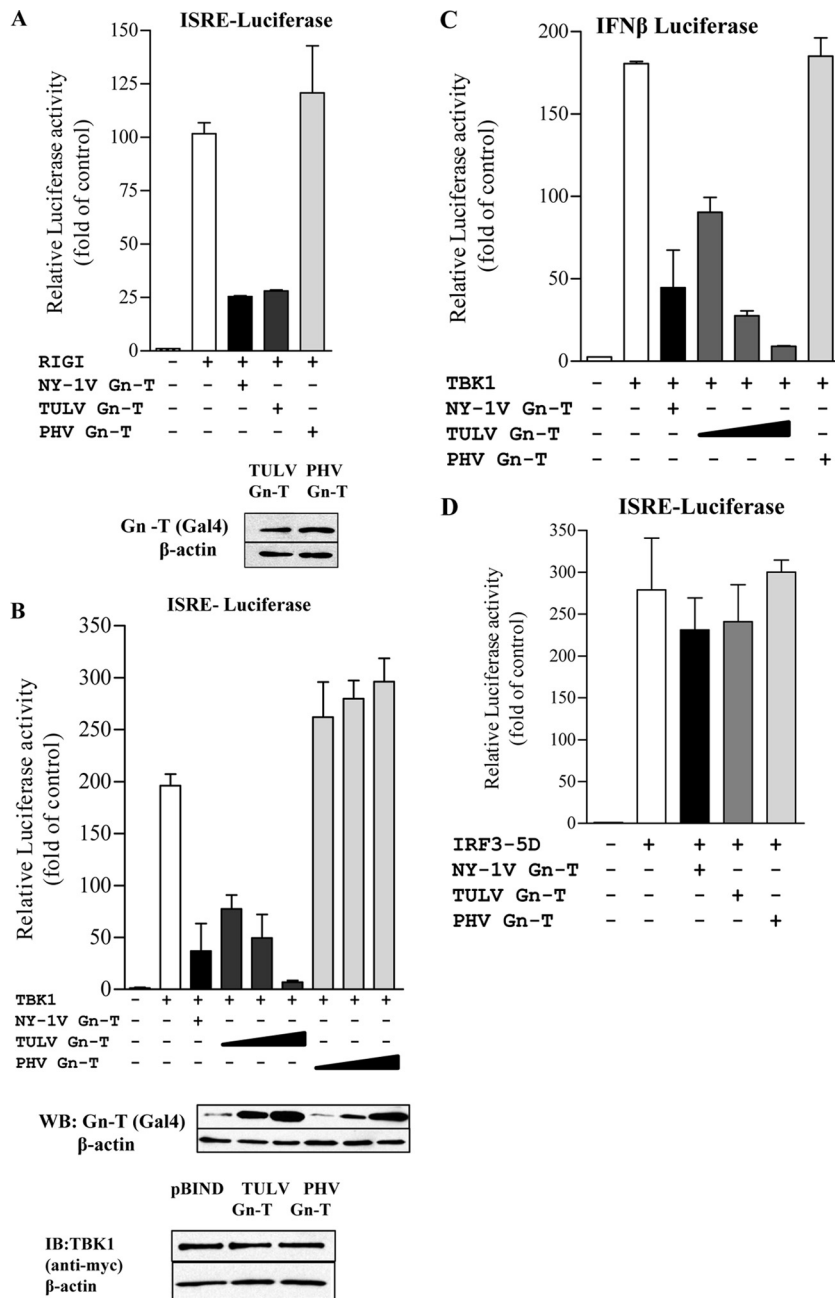 A
ISRE-Luciferase
Relative Luciferase activity
(fold of control)
150
125
100
75
50
25
0
RIGI - + + + +
NY-1V Gn-T - - + - -
TULV Gn-T - - - + -
PHV Gn-T - - - - +
TULV PHV
Gn-T Gn-T
Gn -T (Gal4)
β-actin
B
ISRE- Luciferase
Relative Luciferase activity
(fold of control)
350
300
250
200
150
100
50
0
TBK1 - + + + + + + + +
NY-1V Gn-T - - + - - - - - -
TULV Gn-T - - - - - -
PHV Gn-T - - - - - -
WB: Gn-T (Gal4)
β-actin
pBIND TULV PHV
Gn-T Gn-T
IB:TBK1
(anti-myc)
β-actin
C
IFNβ Luciferase
Relative Luciferase activity
(fold of control)
200
150
100
50
0
TBK1 - + + + + + +
NY-1V Gn-T - - + - - - -
TULV Gn-T - - - -
PHV Gn-T - - - - - - +
D
ISRE-Luciferase
Relative Luciferase activity
(fold of control)
350
300
250
200
150
100
50
0
IRF3-5D - + + + +
NY-1V Gn-T - - + - -
TULV Gn-T - - - + -
PHV Gn-T - - - - +